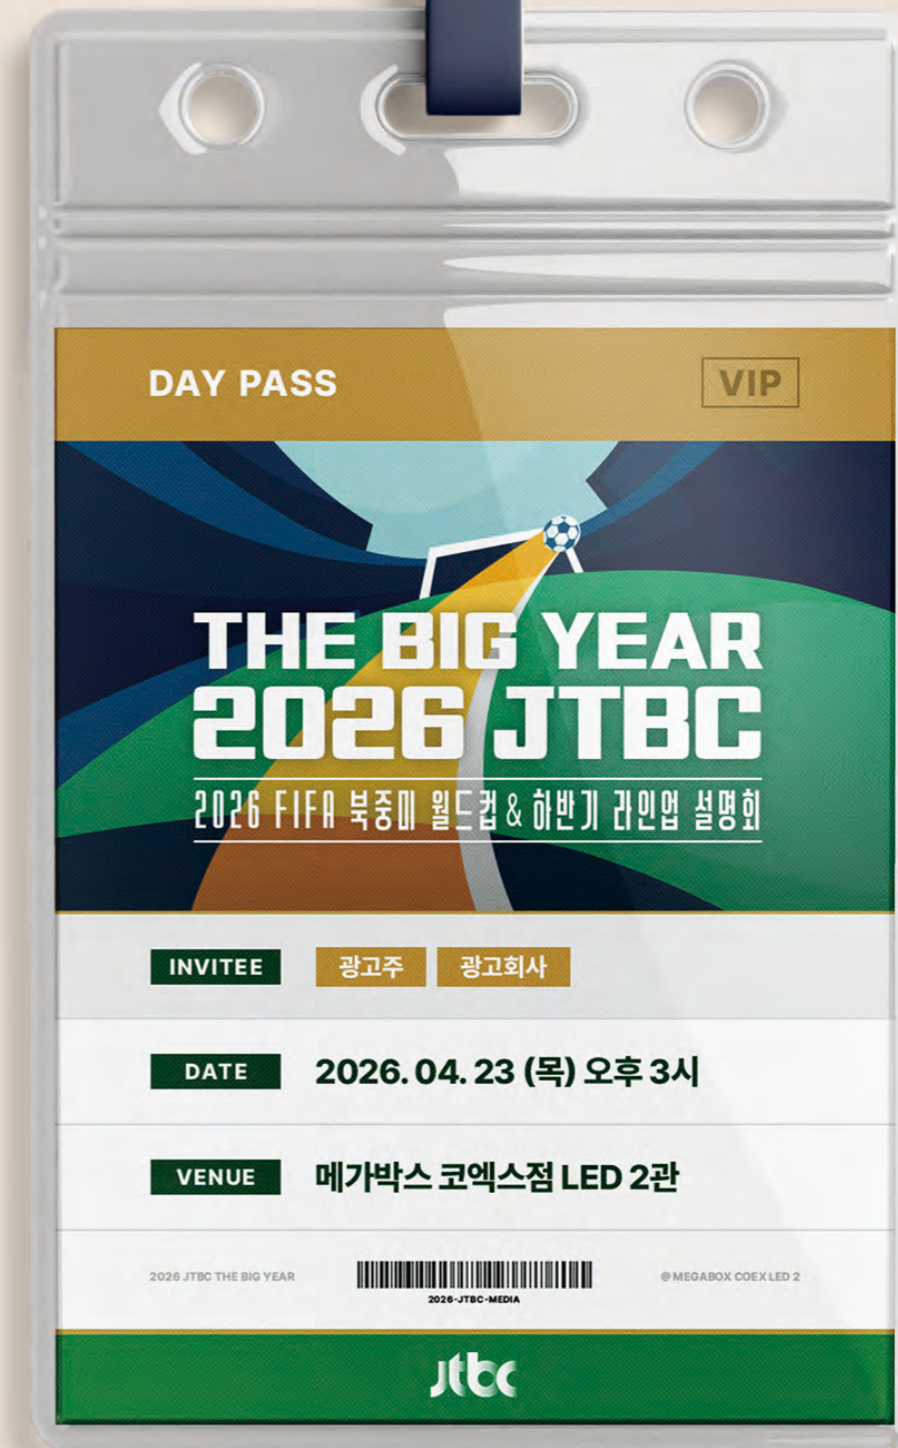 DAY PASS
VIP
THE BIG YEAR
2026 JTBC
2026 FIFA 북중미 월드컵 & 하반기 라인업 설명회
INVITEE 광고주 광고회사
DATE 2026. 04. 23 (목) 오후 3시
VENUE 메가박스 코엑스점 LED 2관
2026 JTBC THE BIG YEAR
2026-JTBC-MEDIA
@ MEGABOX COEX LED 2
jtbc